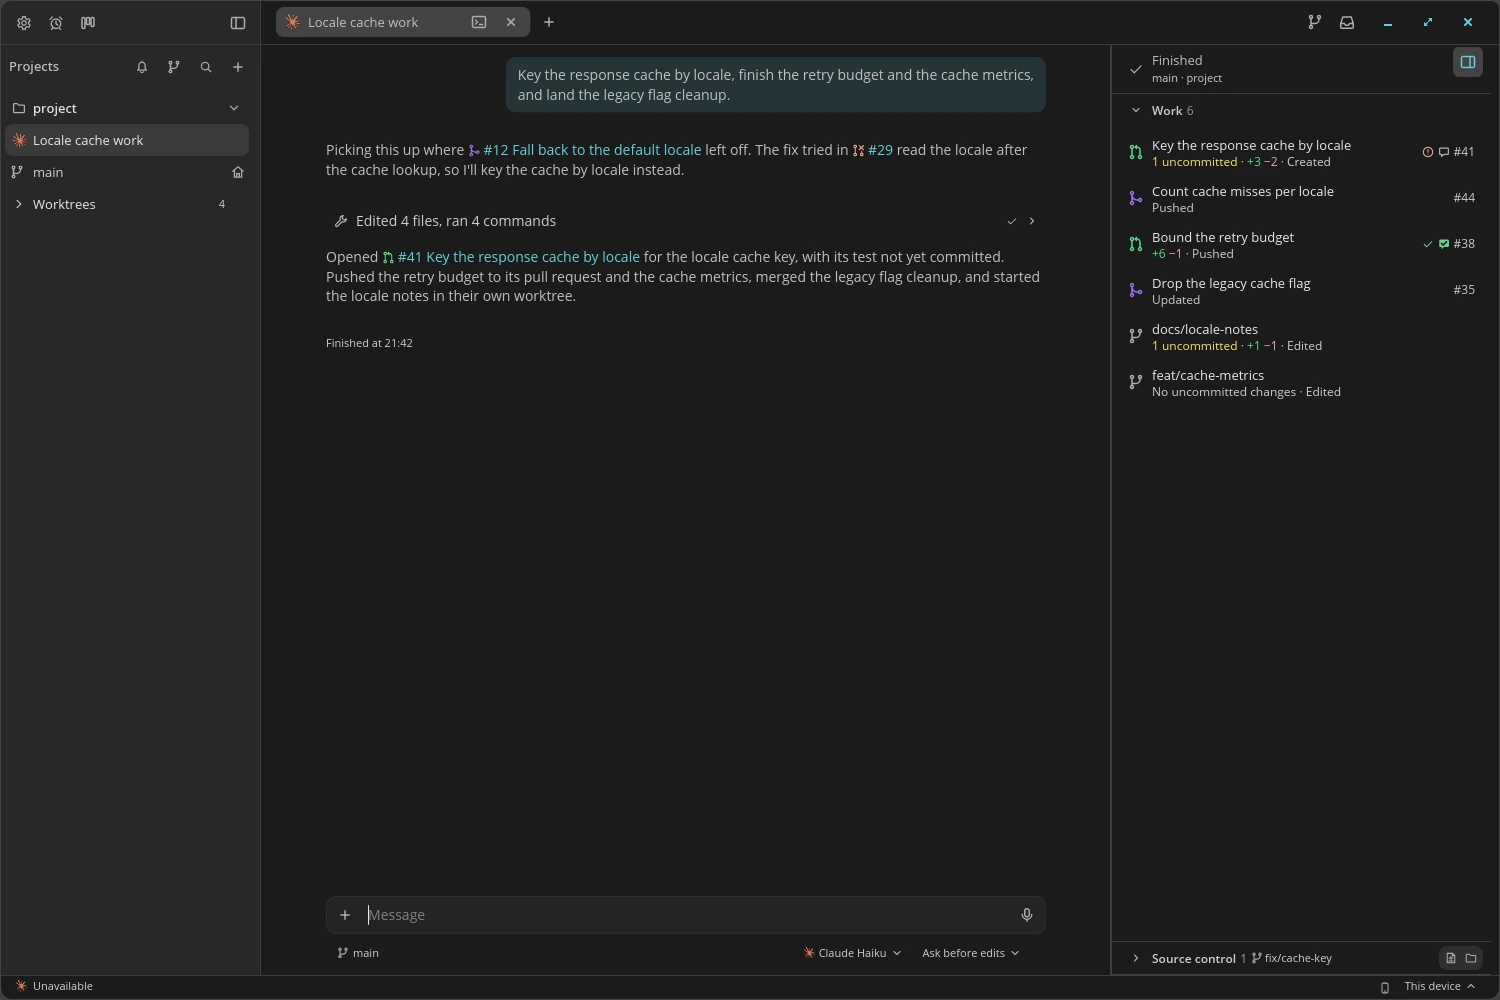 Locale cache work
Projects
project
Locale cache work
main
Worktrees
4
Key the response cache by locale, finish the retry budget and the cache metrics,
and land the legacy flag cleanup.
Picking this up where #12 Fall back to the default locale left off. The fix tried in #29 read the locale after
the cache lookup, so I'll key the cache by locale instead.
Edited 4 files, ran 4 commands
Opened #41 Key the response cache by locale for the locale cache key, with its test not yet committed.
Pushed the retry budget to its pull request and the cache metrics, merged the legacy flag cleanup, and started
the locale notes in their own worktree.
Finished at 21:42
Message
main
Claude Haiku
Ask before edits
Finished
main · project
Work 6
Key the response cache by locale
#41
1 uncommitted · +3 −2 · Created
Count cache misses per locale
#44
Pushed
Bound the retry budget
#38
+6 −1 · Pushed
Drop the legacy cache flag
#35
Updated
docs/locale-notes
1 uncommitted · +1 −1 · Edited
feat/cache-metrics
No uncommitted changes · Edited
Source control 1 fix/cache-key
Unavailable
This device